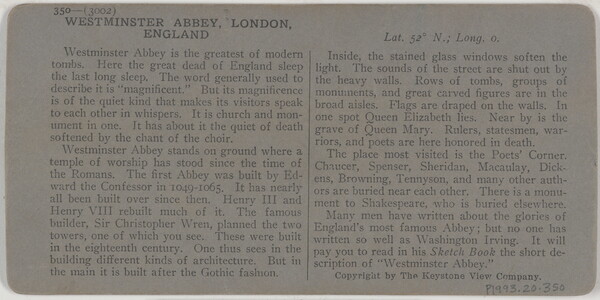 350—(3002)
WESTMINSTER ABBEY, LONDON,
ENGLAND
Westminster Abbey is the greatest of modern
tombs. Here the great dead of England sleep
the last long sleep. The word generally used to
describe it is "magnificent." But its magnificence
is of the quiet kind that makes its visitors speak
to each other in whispers. It is church and mon-
ument in one. It has about it the quiet of death
softened by the chant of the choir.
Westminster Abbey stands on ground where a
temple of worship has stood since the time of
the Romans. The first Abbey was built by Ed-
ward the Confessor in 1049-1065. It has nearly
all been built over since then. Henry III and
Henry VIII rebuilt much of it. The famous
builder, Sir Christopher Wren, planned the two
towers, one of which you see. These were built
in the eighteenth century. One thus sees in the
building different kinds of architecture. But in
the main it is built after the Gothic fashion.
Lat. 52° N.; Long. 0.
Inside, the stained glass windows soften the
light. The sounds of the street are shut out by
the heavy walls. Rows of tombs, groups of
monuments, and great carved figures are in the
broad aisles. Flags are draped on the walls. In
one spot Queen Elizabeth lies. Near by is the
grave of Queen Mary. Rulers, statesmen, war-
riors, and poets are here honored in death.
The place most visited is the Poets' Corner.
Chaucer, Spenser, Sheridan, Macaulay, Dick-
ens, Browning, Tennyson, and many other auth-
ors are buried near each other. There is a monu-
ment to Shakespeare, who is buried elsewhere.
Many men have written about the glories of
England's most famous Abbey; but no one has
written so well as Washington Irving. It will
pay you to read in his Sketch Book the short de-
scription of "Westminster Abbey."
Copyright by The Keystone View Company.
P1993.20.350